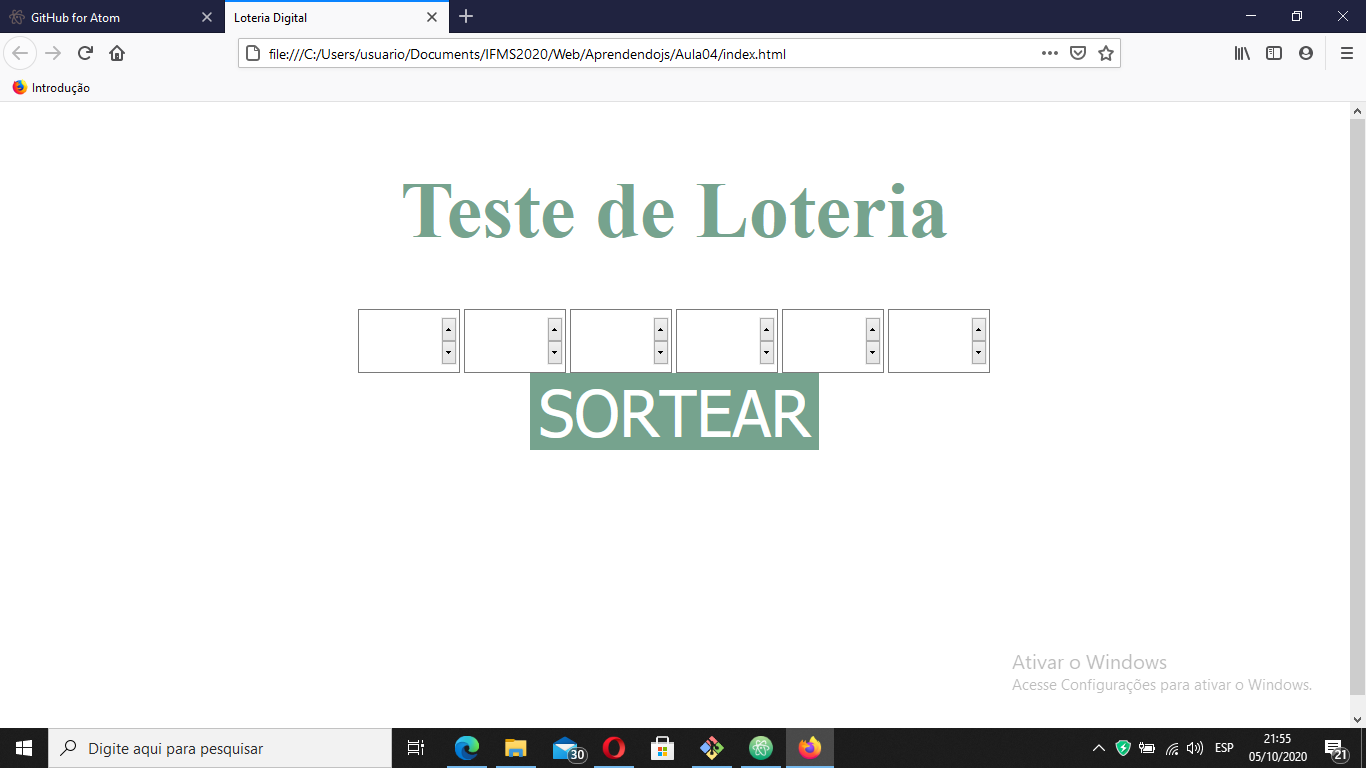 GitHub for Atom
Loteria Digital
file:///C:/Users/usuario/Documents/IFMS2020/Web/Aprendendojs/Aula04/index.html
Introdução
Teste de Loteria
SORTEAR
Ativar o Windows
Acesse Configurações para ativar o Windows.
Digite aqui para pesquisar
30
ESP
21:55
05/10/2020
21